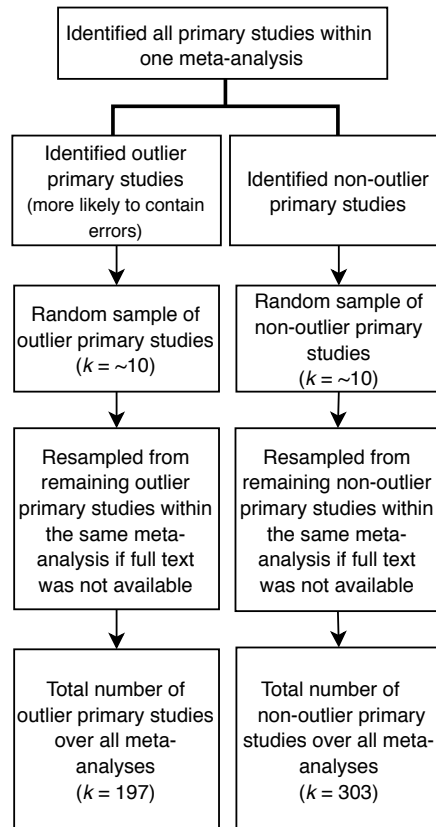 Identified all primary studies within
one meta-analysis
Identified outlier
primary studies
(more likely to contain
errors)
Identified non-outlier
primary studies
Random sample of
outlier primary studies
(k = ~10)
Random sample of
non-outlier primary
studies
(k = ~10)
Resampled from
remaining outlier
primary studies within
the same meta-
analysis if full text
was not available
Resampled from
remaining non-outlier
primary studies within
the same meta-
analysis if full text
was not available
Total number of
outlier primary studies
over all meta-
analyses
(k = 197)
Total number of
non-outlier primary
studies over all meta-
analyses
(k = 303)